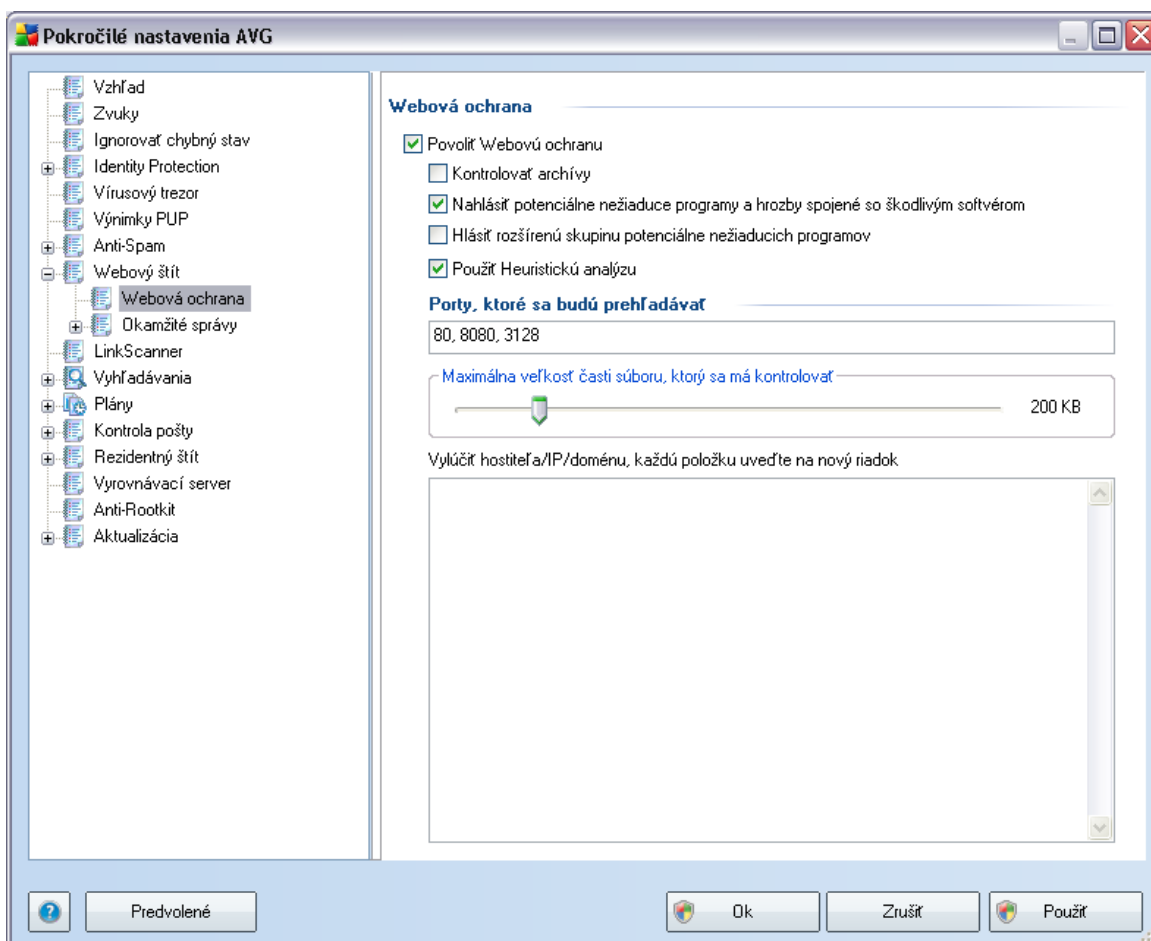 Pokročilé nastavenia AVG
Vzhľad
Zvuky
Ignorovať chybný stav
Identity Protection
Vírusový trezor
Výnimky PUP
Anti-Spam
Webový štít
Webová ochrana
Okamžité správy
LinkScanner
Vyhľadávania
Plány
Kontrola pošty
Rezidentný štít
Vyrovnávací server
Anti-Rootkit
Aktualizácia
Webová ochrana
Povoliť Webovú ochranu
Kontrolovať archívy
Nahlásiť potenciálne nežiaduce programy a hrozby spojené so škodlivým softvérom
Hlásiť rozšírenú skupinu potenciálne nežiaducich programov
Použiť Heuristickú analýzu
Porty, ktoré sa budú prehľadávať
80, 8080, 3128
Maximálna veľkosť časti súboru, ktorý sa má kontrolovať
200 KB
Vylúčiť hostiteľa/IP/doménu, každú položku uveďte na nový riadok
Predvolené
Ok
Zrušiť
Použiť